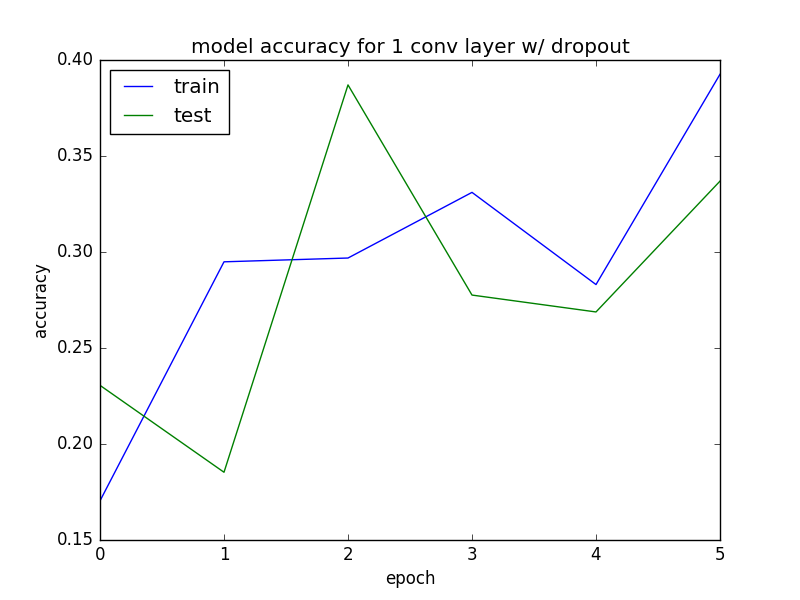 model accuracy for 1 conv layer w/ dropout
0.40
0.35
0.30
0.25
0.20
0.15
train
test
accuracy
0 1 2 3 4 5
epoch